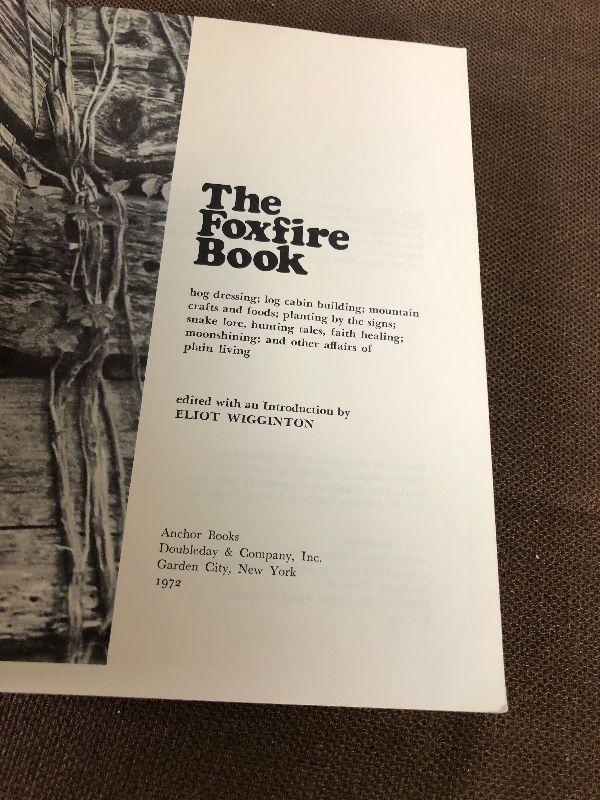 The
Foxfire
Book
hog dressing; log cabin building; mountain
crafts and foods; planting by the signs;
snake lore, hunting tales, faith healing;
moonshining; and other affairs of
plain living
edited with an Introduction by
ELIOT WIGGINTON
Anchor Books
Doubleday & Company, Inc.
Garden City, New York
1972